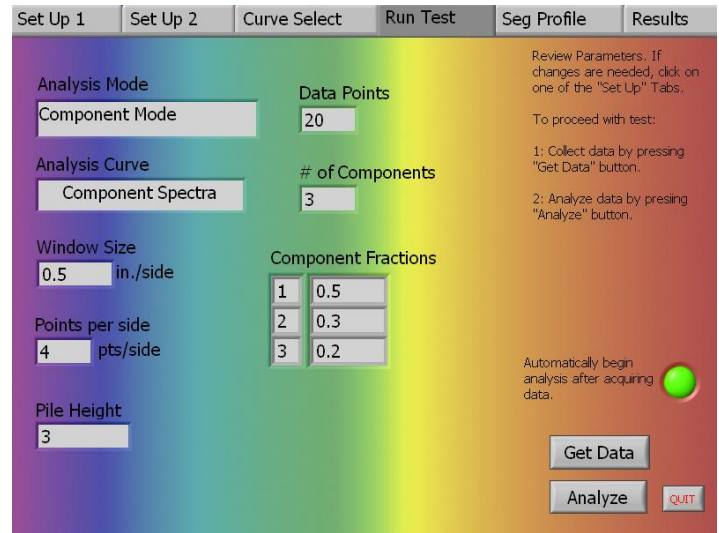 Set Up 1 Set Up 2 Curve Select Run Test Seg Profile Results
Analysis Mode
Component Mode
Analysis Curve
Component Spectra
Window Size
0.5 in./side
Points per side
4 pts/side
Pile Height
3
Data Points
20
# of Components
3
Component Fractions
1 0.5
2 0.3
3 0.2
Review Parameters. If
changes are needed, click on
one of the "Set Up" Tabs.
To proceed with test:
1: Collect data by pressing
"Get Data" button.
2: Analyze data by presiing
"Analyze" button.
Automatically begin
analysis after acquiring
data.
Get Data
Analyze
QUIT